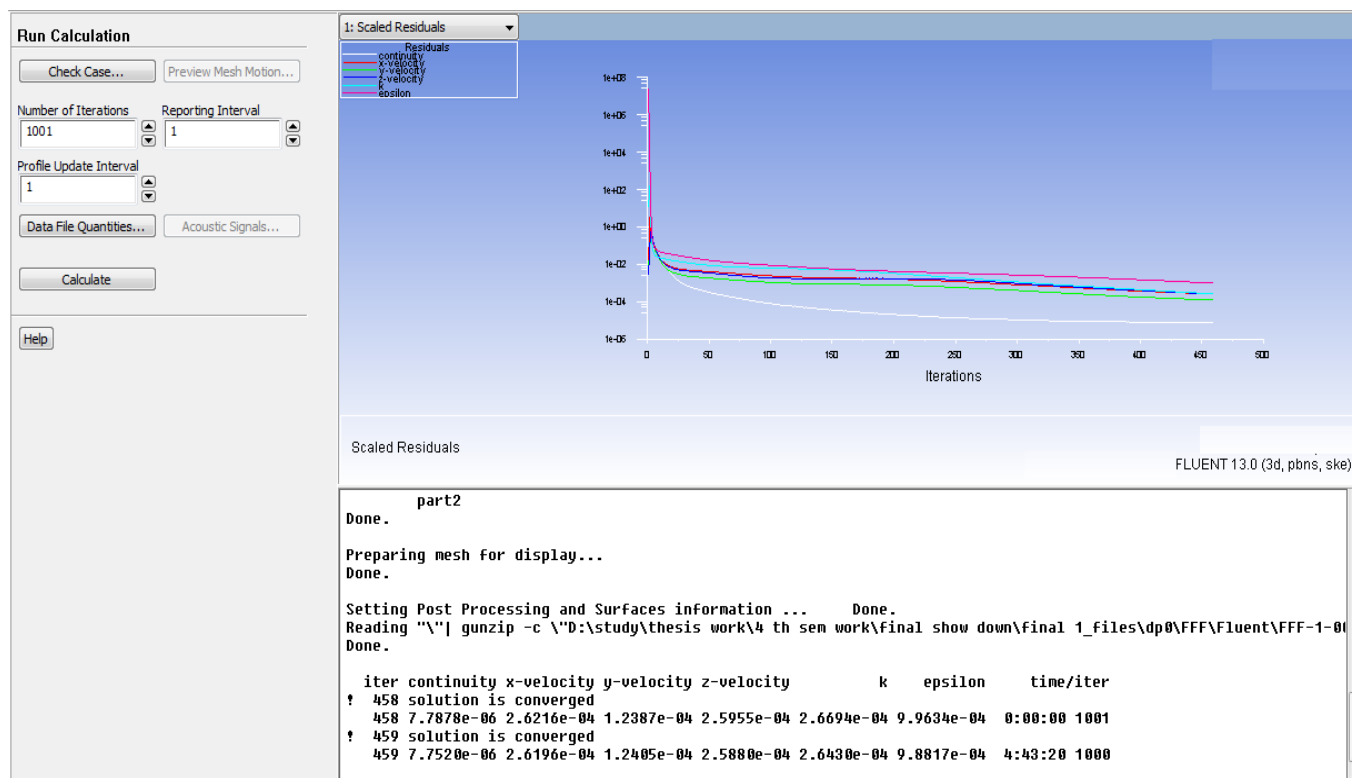 Run Calculation
Check Case... Preview Mesh Motion...
Number of Iterations Reporting Interval
1001 1
Profile Update Interval
1
Data File Quantities... Acoustic Signals...
Calculate
Help
1: Scaled Residuals
Residuals
continuity
x-velocity
y-velocity
z-velocity
k
epsilon
1e+08
1e+06
1e+04
1e+02
1e+00
1e-02
1e-04
1e-06
0 50 100 150 200 250 300 350 400 450 500
Iterations
Scaled Residuals
FLUENT 13.0 (3d, pbns, ske)
part2
Done.
Preparing mesh for display...
Done.
Setting Post Processing and Surfaces information ... Done.
Reading "\"| gunzip -c \"D:\study\thesis work\4 th sem work\final show down\final 1_files\dp0\FFF\Fluent\FFF-1-00
Done.
iter continuity x-velocity y-velocity z-velocity k epsilon time/iter
! 458 solution is converged
458 7.7878e-06 2.6216e-04 1.2387e-04 2.5955e-04 2.6694e-04 9.9634e-04 0:00:00 1001
! 459 solution is converged
459 7.7520e-06 2.6196e-04 1.2405e-04 2.5880e-04 2.6430e-04 9.8817e-04 4:43:20 1000